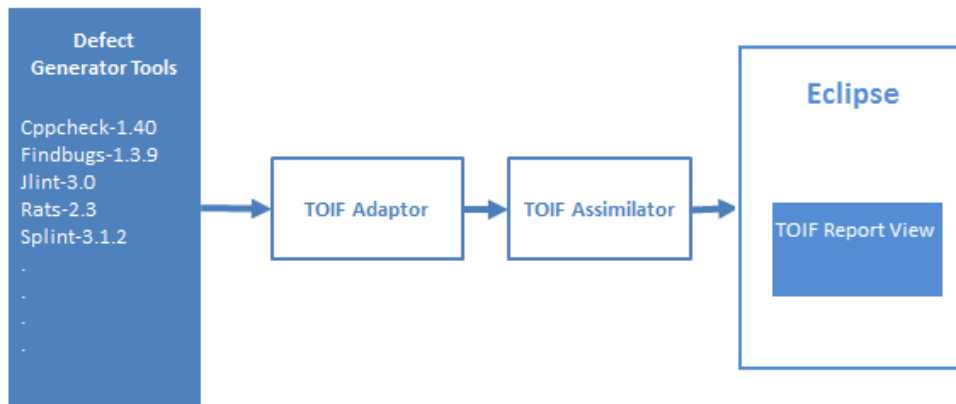 Defect
Generator Tools
Cppcheck-1.40
Findbugs-1.3.9
Jlint-3.0
Rats-2.3
Splint-3.1.2
.
.
.
.
TOIF Adaptor
TOIF Assimilator
Eclipse
TOIF Report View